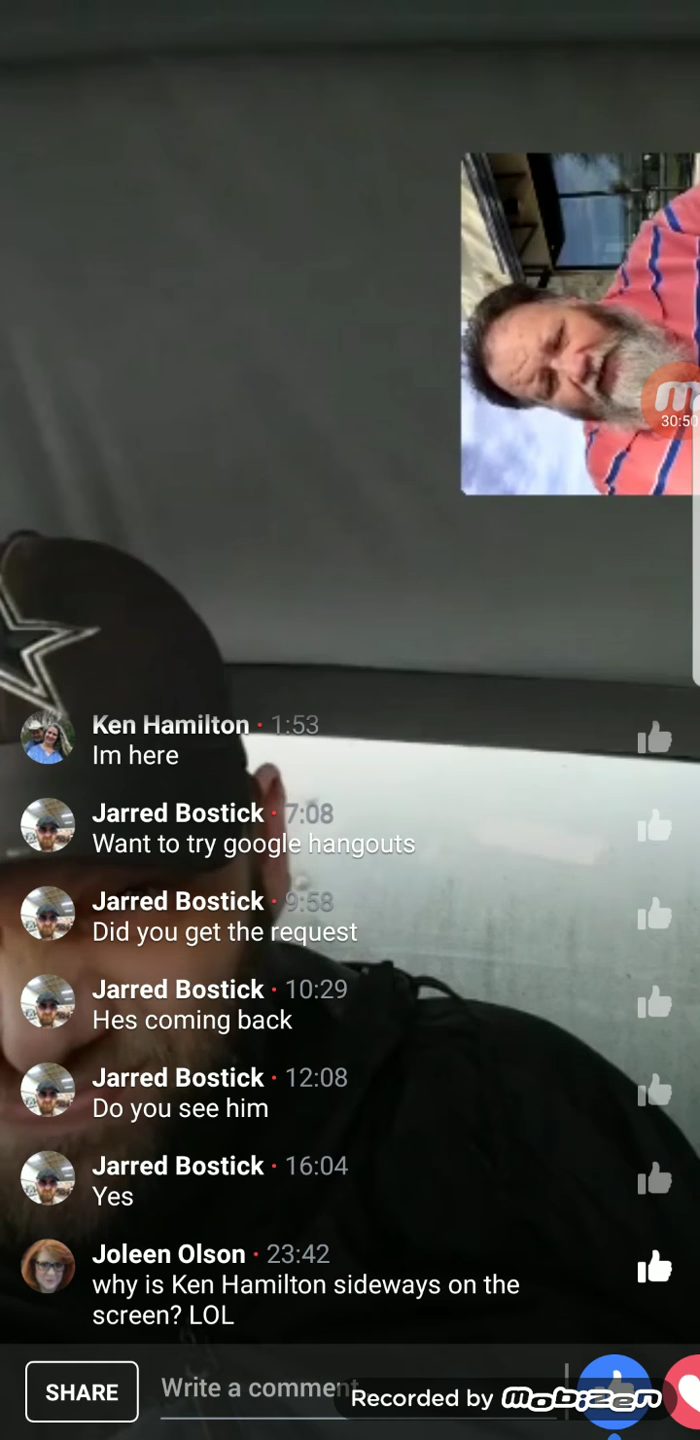 30:50
Ken Hamilton · 1:53
Im here
Jarred Bostick · 7:08
Want to try google hangouts
Jarred Bostick · 9:58
Did you get the request
Jarred Bostick · 10:29
Hes coming back
Jarred Bostick · 12:08
Do you see him
Jarred Bostick · 16:04
Yes
Joleen Olson · 23:42
why is Ken Hamilton sideways on the
screen? LOL
SHARE
Write a comment
Recorded by mobizen